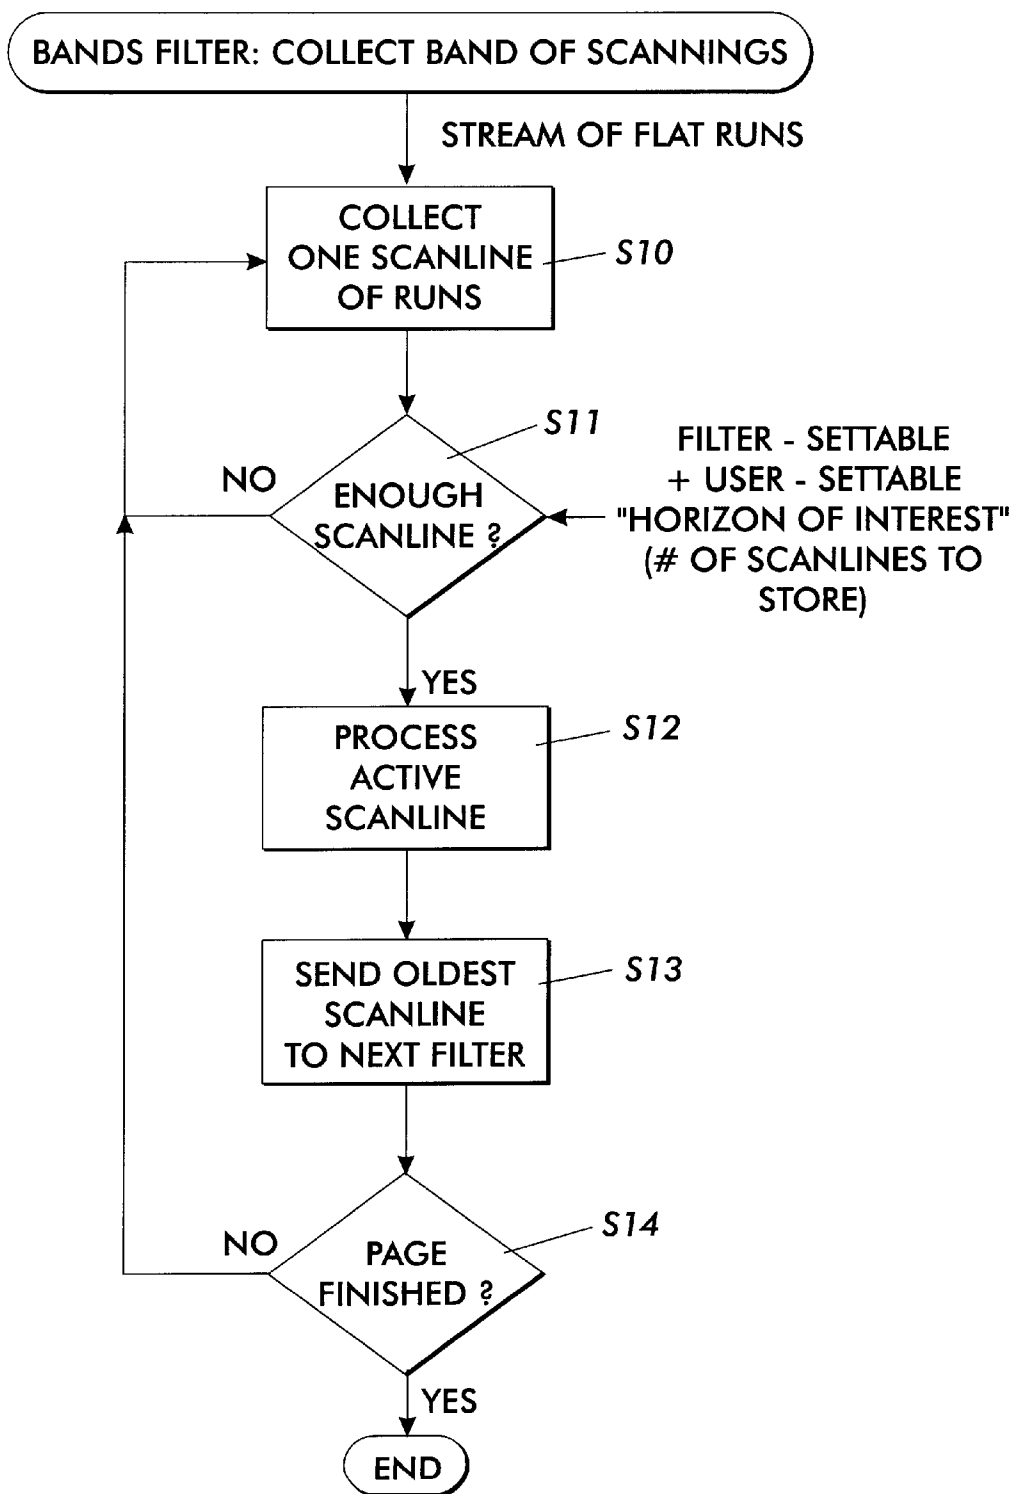 BANDS FILTER: COLLECT BAND OF SCANNINGS
STREAM OF FLAT RUNS
COLLECT
ONE SCANLINE
OF RUNS
S10
S11
NO
ENOUGH
SCANLINE ?
FILTER - SETTABLE
+ USER - SETTABLE
"HORIZON OF INTEREST"
(# OF SCANLINES TO
STORE)
YES
PROCESS
ACTIVE
SCANLINE
S12
SEND OLDEST
SCANLINE
TO NEXT FILTER
S13
S14
NO
PAGE
FINISHED ?
YES
END